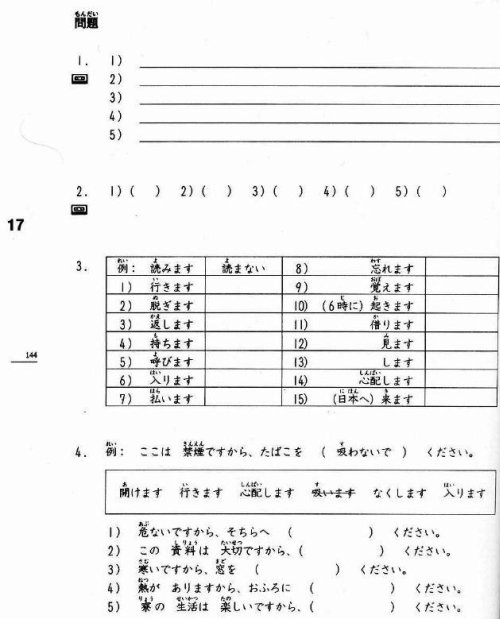 問題
1. 1)
2)
3)
4)
5)
2. 1) ( ) 2) ( ) 3) ( ) 4) ( ) 5) ( )
17
3. 例: 読みます 読まない 8) 忘れます
1) 行きます 9) 覚えます
2) 脱ぎます 10) (6時に) 起きます
3) 返します 11) 借ります
4) 持ちます 12) 見ます
144
5) 呼びます 13) します
6) 入ります 14) 心配します
7) 払います 15) (日本へ) 来ます
4. 例: ここは 禁煙ですから、たばこを ( 吸わないで ) ください。
開けます 行きます 心配します 吸います なくします 入ります
1) 危ないですから、そちらへ ( ) ください。
2) この 資料は 大切ですから、( ) ください。
3) 寒いですから、窓を ( ) ください。
4) 熱が ありますから、おふろに ( ) ください。
5) 寮の 生活は 楽しいですから、( ) ください。